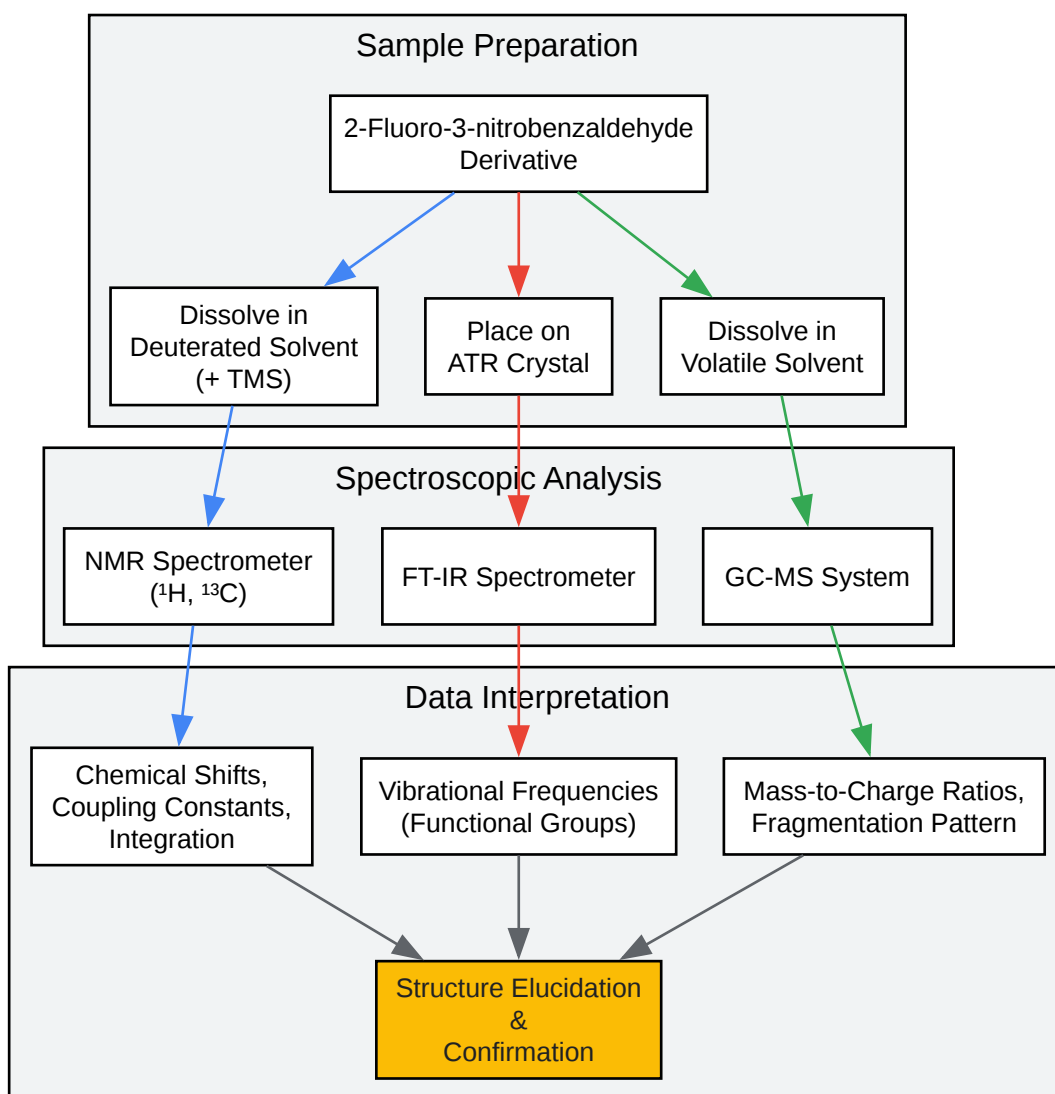 Sample Preparation
2-Fluoro-3-nitrobenzaldehyde
Derivative
Dissolve in
Deuterated Solvent
(+ TMS)
Place on
ATR Crystal
Dissolve in
Volatile Solvent
Spectroscopic Analysis
NMR Spectrometer
(¹H, ¹³C)
FT-IR Spectrometer
GC-MS System
Data Interpretation
Chemical Shifts,
Coupling Constants,
Integration
Vibrational Frequencies
(Functional Groups)
Mass-to-Charge Ratios,
Fragmentation Pattern
Structure Elucidation
&
Confirmation